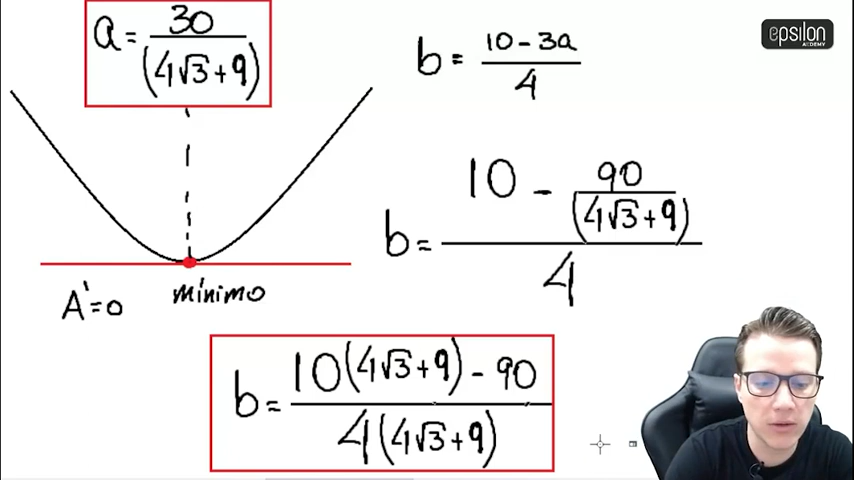 a = 30 / (4√3 + 9)
b = (10 - 3a) / 4
epsilon
ACADEMY
b = (10 - 90 / (4√3 + 9)) / 4
A' = 0
mínimo
b = (10(4√3 + 9) - 90) / (4(4√3 + 9))